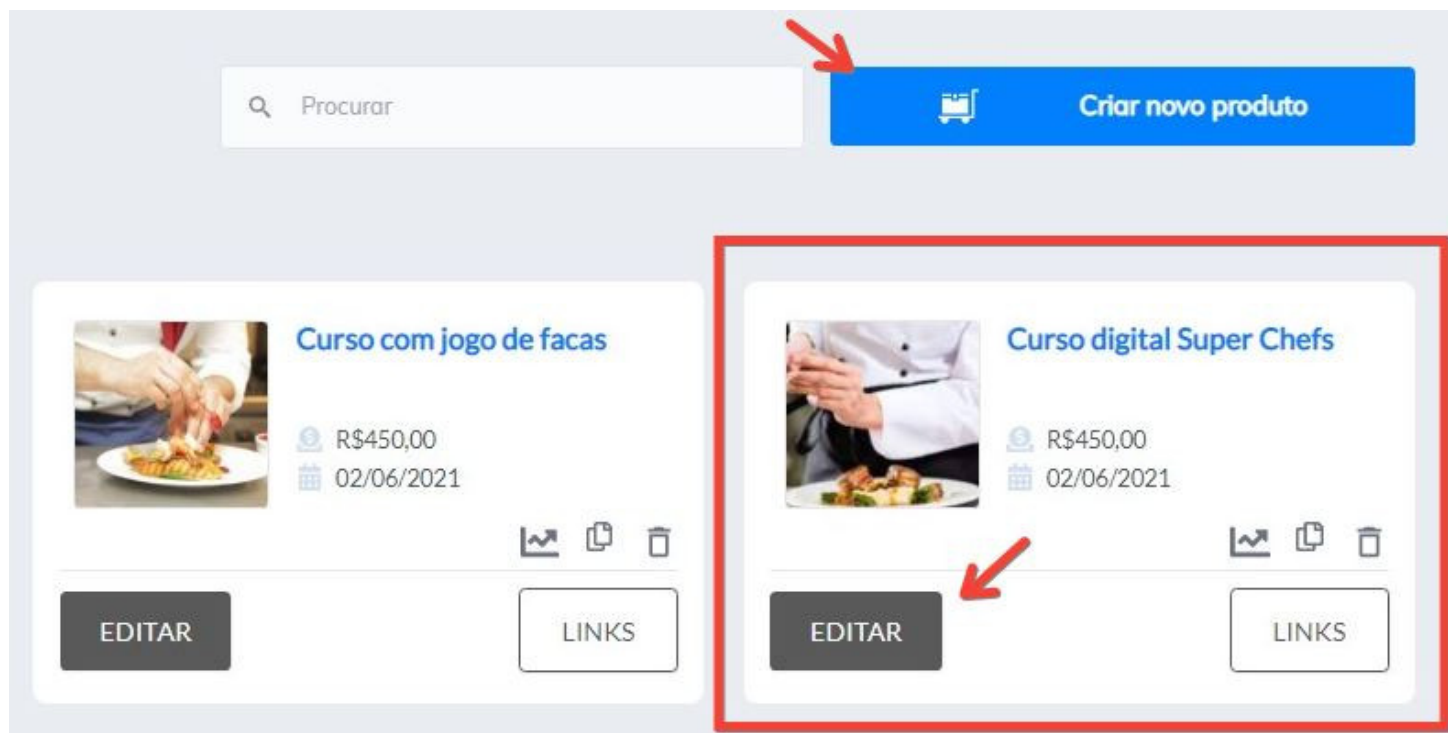 Procurar
Criar novo produto
Curso com jogo de facas
R$450,00
02/06/2021
EDITAR
LINKS
Curso digital Super Chefs
R$450,00
02/06/2021
EDITAR
LINKS